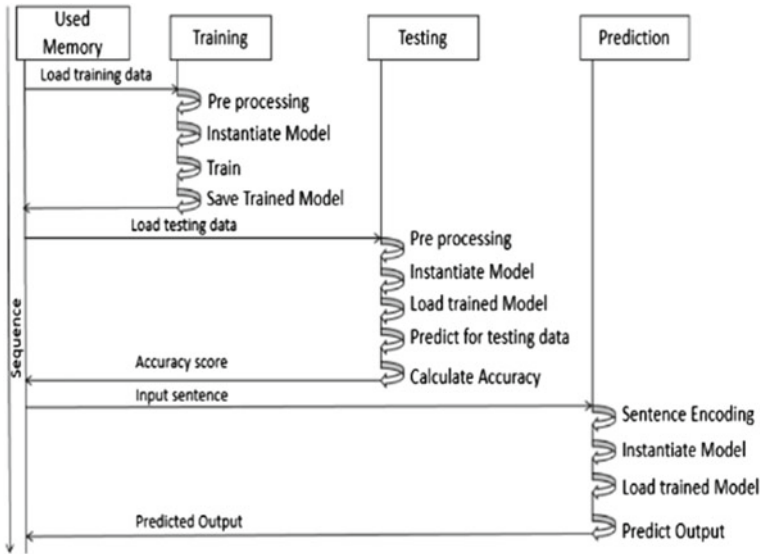 Used
Memory
Training
Testing
Prediction
Load training data
Pre processing
Instantiate Model
Train
Save Trained Model
Load testing data
Pre processing
Instantiate Model
Load trained Model
Predict for testing data
Accuracy score
Calculate Accuracy
Input sentence
Sentence Encoding
Instantiate Model
Load trained Model
Predicted Output
Predict Output
Sequence